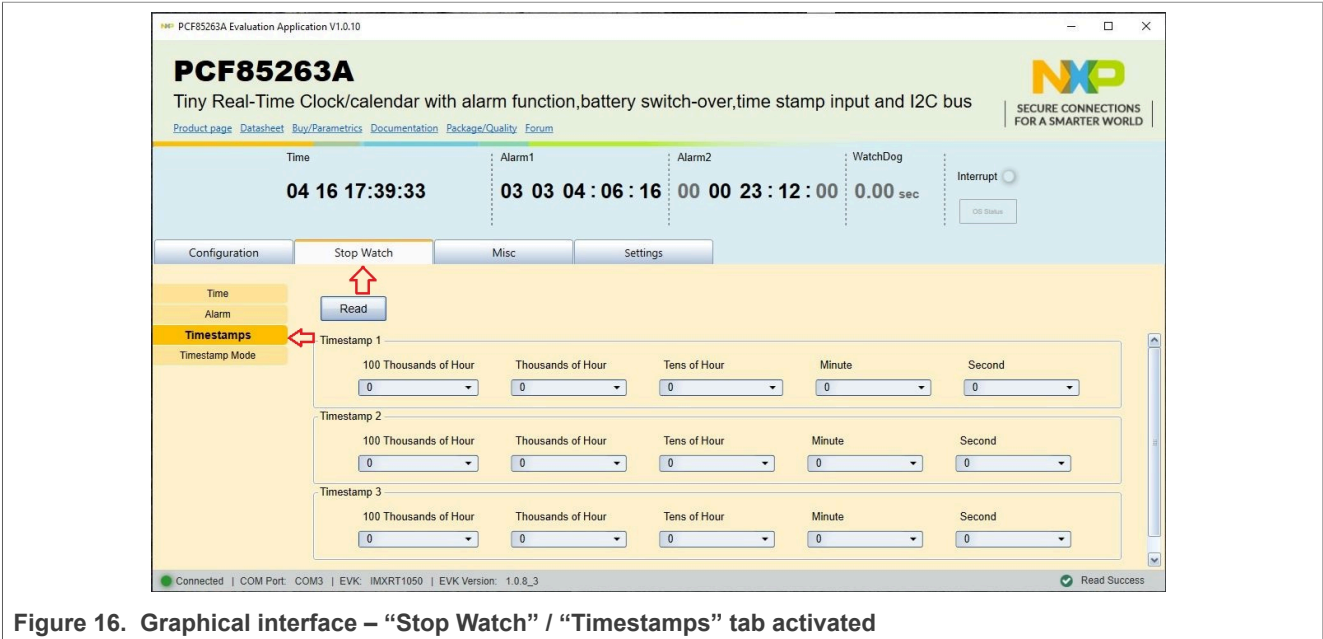 NXP PCF85263A Evaluation Application V1.0.10
PCF85263A
Tiny Real-Time Clock/calendar with alarm function,battery switch-over,time stamp input and I2C bus
Product page Datasheet Buy/Parametrics Documentation Package/Quality Forum
NXP
SECURE CONNECTIONS
FOR A SMARTER WORLD
Time Alarm1 Alarm2 WatchDog
04 16 17:39:33 03 03 04 : 06 : 16 00 00 23 : 12 : 00 0.00 sec
Interrupt
OS Status
Configuration Stop Watch Misc Settings
Time
Alarm
Timestamps
Timestamp Mode
Read
Timestamp 1
100 Thousands of Hour Thousands of Hour Tens of Hour Minute Second
0 0 0 0 0
Timestamp 2
100 Thousands of Hour Thousands of Hour Tens of Hour Minute Second
0 0 0 0 0
Timestamp 3
100 Thousands of Hour Thousands of Hour Tens of Hour Minute Second
0 0 0 0 0
Connected | COM Port: COM3 | EVK: IMXRT1050 | EVK Version: 1.0.8_3 Read Success
Figure 16. Graphical interface – “Stop Watch” / “Timestamps” tab activated